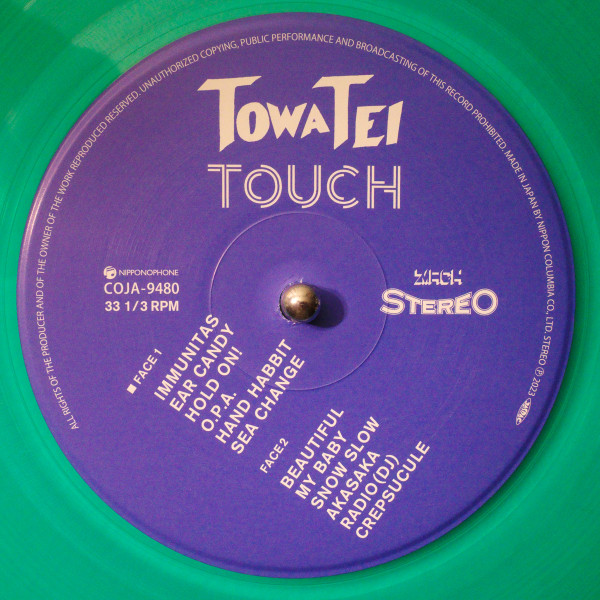 ALL RIGHTS OF THE PRODUCER AND OF THE OWNER OF THE WORK REPRODUCED RESERVED. UNAUTHORIZED COPYING, PUBLIC PERFORMANCE AND BROADCASTING OF THIS RECORD PROHIBITED. MADE IN JAPAN BY NIPPON COLUMBIA CO., LTD. STEREO Ⓟ 2023
TOWA TEI
TOUCH
NIPPONOPHONE
COJA-9480
33 1/3 RPM
MACH
STEREO
■ FACE 1
IMMUNITAS
EAR CANDY
HOLD ON!
O.P.A.
HAND HABBIT
SEA CHANGE
FACE 2
BEAUTIFUL
MY BABY
SNOW SLOW
AKASAKA
RADIO(DJ)
CREPSUCULE